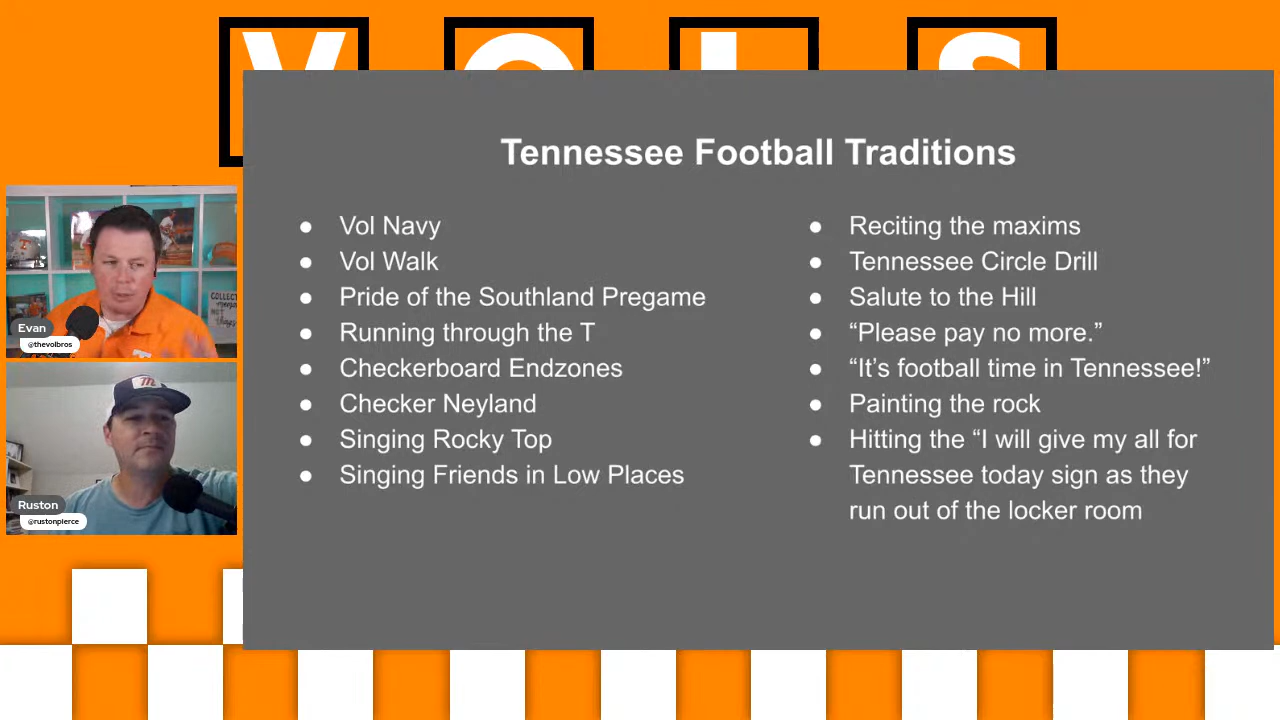 V O L S
Tennessee Football Traditions
Vol Navy
Vol Walk
Pride of the Southland Pregame
Running through the T
Checkerboard Endzones
Checker Neyland
Singing Rocky Top
Singing Friends in Low Places
Reciting the maxims
Tennessee Circle Drill
Salute to the Hill
“Please pay no more.”
“It’s football time in Tennessee!”
Painting the rock
Hitting the “I will give my all for
Tennessee today sign as they
run out of the locker room
COLLECT
Evan
@thevolbros
Ruston
@rustonpierce